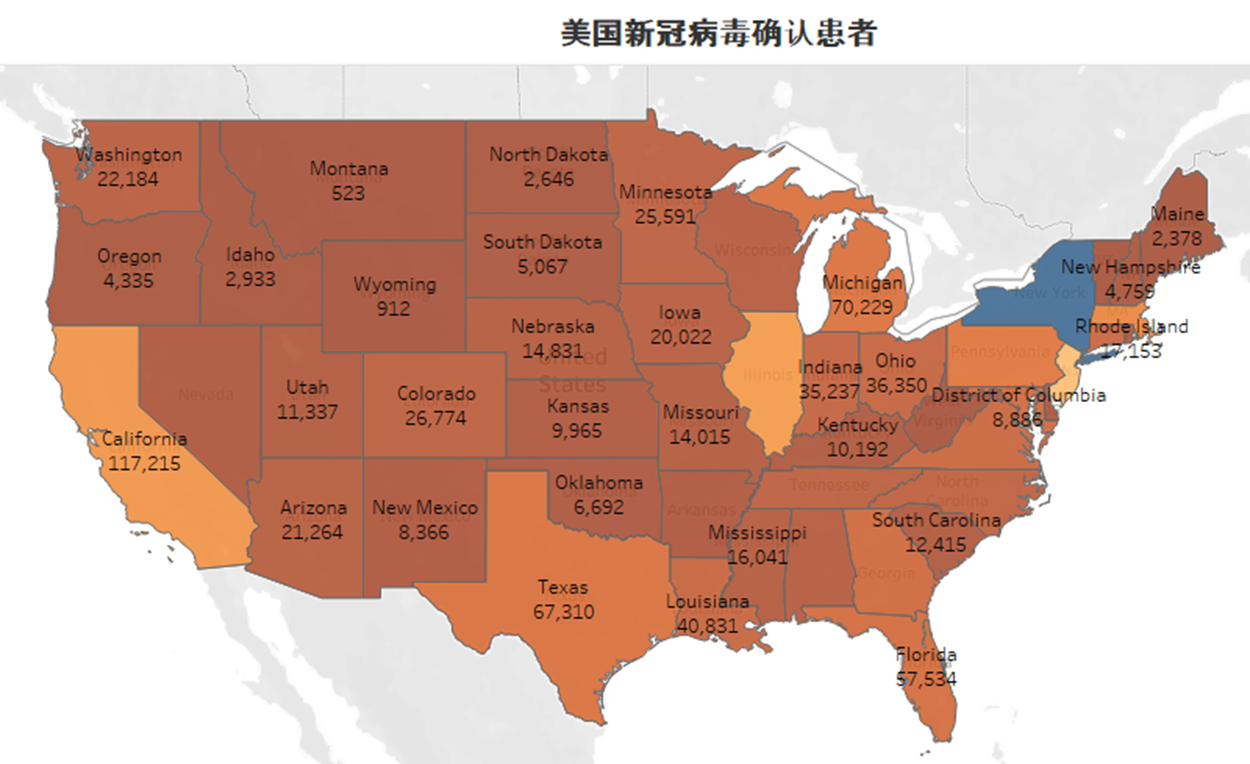 美国新冠病毒确认患者
Washington
22,184
Montana
523
North Dakota
2,646
Minnesota
25,591
Wisconsin
Michigan
70,229
Maine
2,378
Oregon
4,335
Idaho
2,933
Wyoming
912
South Dakota
5,067
New York
New Hampshire
4,759
Rhode Island
17,153
Nebraska
14,831
United
States
Iowa
20,022
Illinois
Indiana
35,237
Ohio
36,350
Pennsylvania
District of Columbia
8,886
Nevada
Utah
11,337
Colorado
26,774
Kansas
9,965
Missouri
14,015
Kentucky
10,192
Virginia
California
117,215
Arizona
21,264
New Mexico
8,366
Oklahoma
6,692
Arkansas
Tennessee
North
Carolina
South Carolina
12,415
Mississippi
16,041
Georgia
Texas
67,310
Louisiana
40,831
Florida
57,534